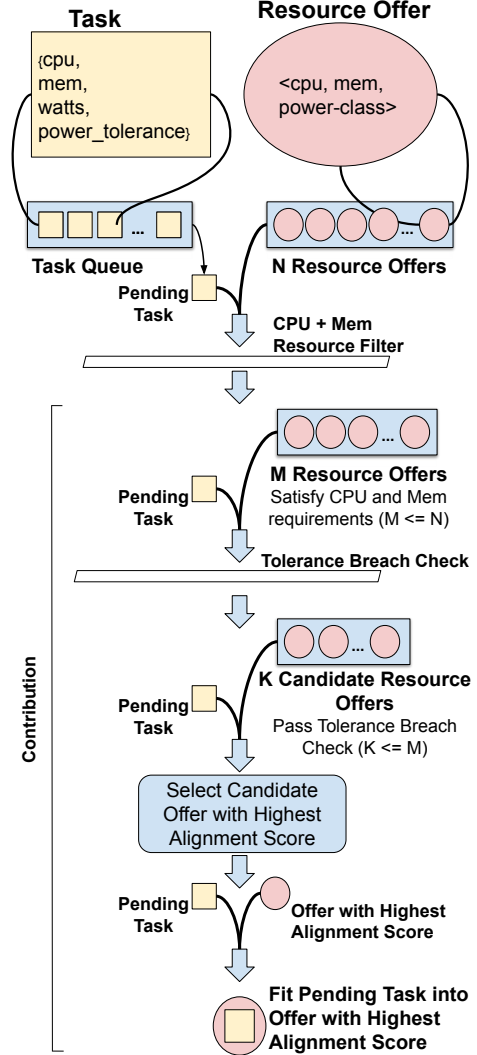 Task
Resource Offer
{cpu,
mem,
watts,
power_tolerance}
<cpu, mem,
power-class>
...
...
Task Queue
N Resource Offers
Pending
Task
CPU + Mem
Resource Filter
Contribution
...
M Resource Offers
Satisfy CPU and Mem
requirements (M <= N)
Pending
Task
Tolerance Breach Check
...
K Candidate Resource
Offers
Pass Tolerance Breach
Check (K <= M)
Pending
Task
Select Candidate
Offer with Highest
Alignment Score
Pending
Task
Offer with Highest
Alignment Score
Fit Pending Task into
Offer with Highest
Alignment Score